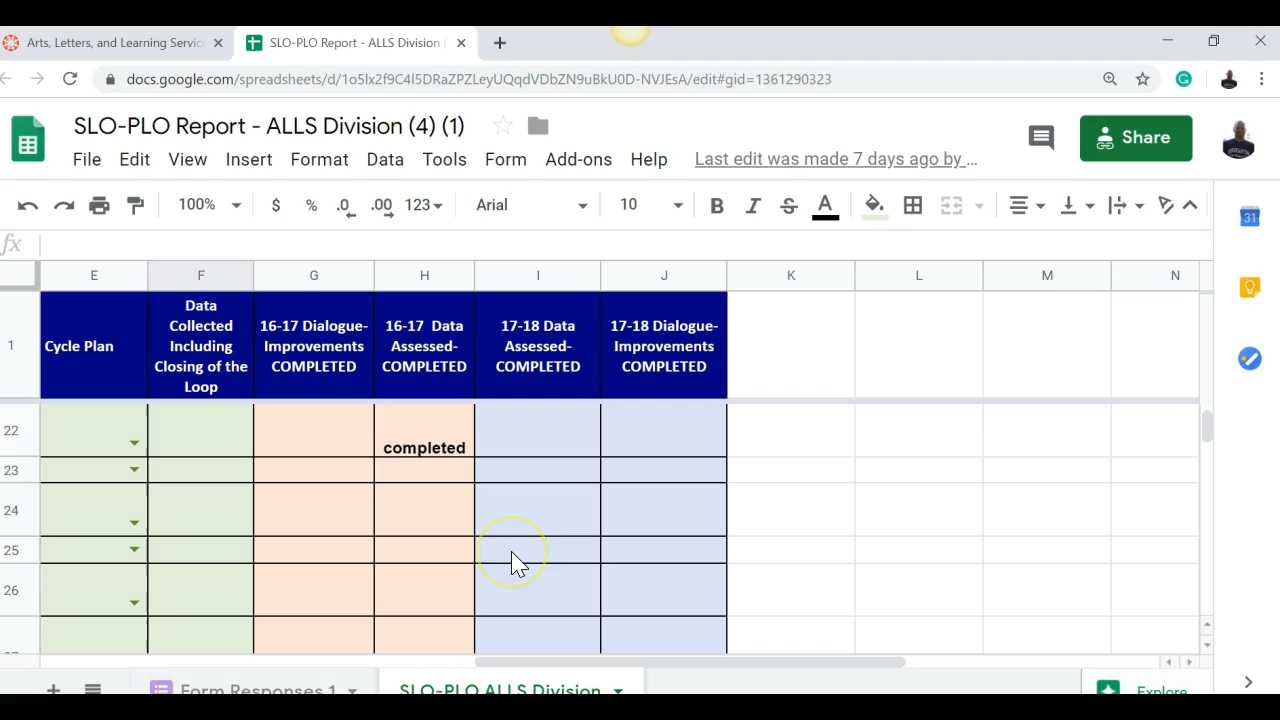 Arts, Letters, and Learning Servic
SLO-PLO Report - ALLS Division (
docs.google.com/spreadsheets/d/1o5lx2f9C4l5DRaZPZLeyUQqdVDbZN9uBkU0D-NVJEsA/edit#gid=1361290323
SLO-PLO Report - ALLS Division (4) (1)
File Edit View Insert Format Data Tools Form Add-ons Help Last edit was made 7 days ago by ...
Share
100% $ % .0 .00 123 Arial 10 B I S A
31
fx
E F G H I J K L M N
1
Cycle Plan
Data
Collected
Including
Closing of the
Loop
16-17 Dialogue-
Improvements
COMPLETED
16-17 Data
Assessed-
COMPLETED
17-18 Data
Assessed-
COMPLETED
17-18 Dialogue-
Improvements
COMPLETED
22
completed
23
24
25
26
Form Responses 1
SLO-PLO ALLS Division
Explore